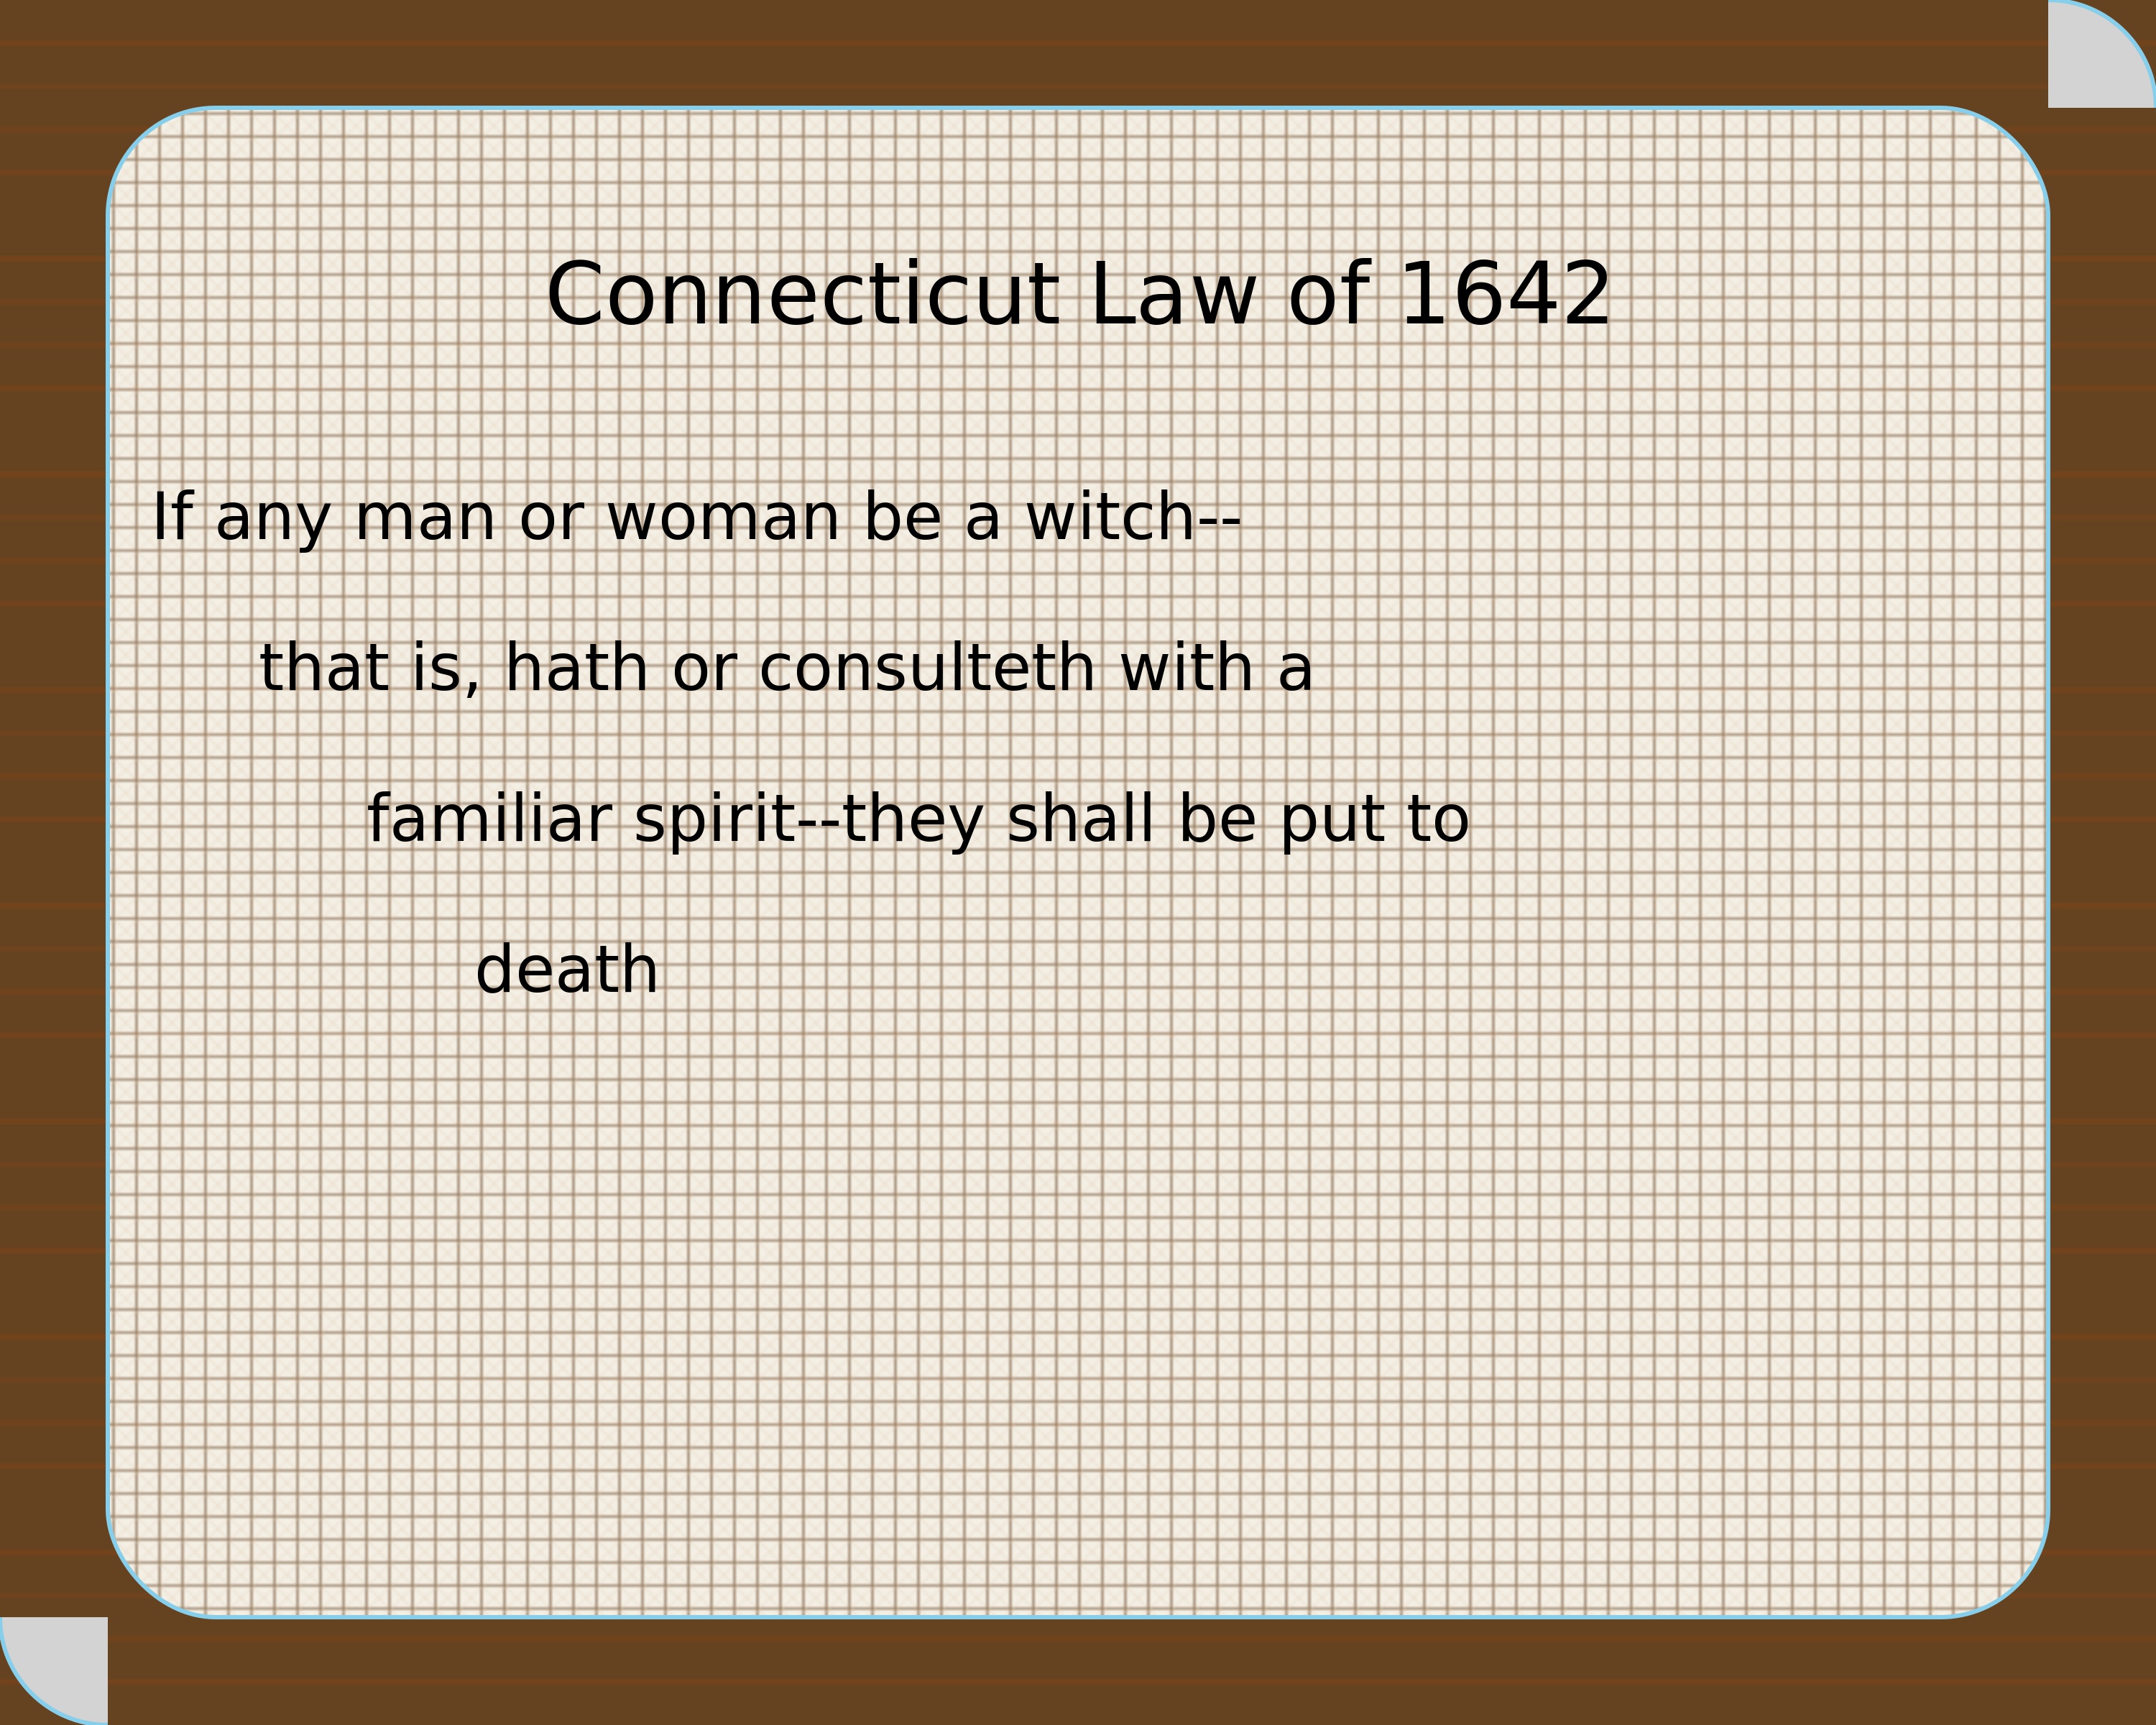 Connecticut Law of 1642
If any man or woman be a witch--
that is, hath or consulteth with a
familiar spirit--they shall be put to
death